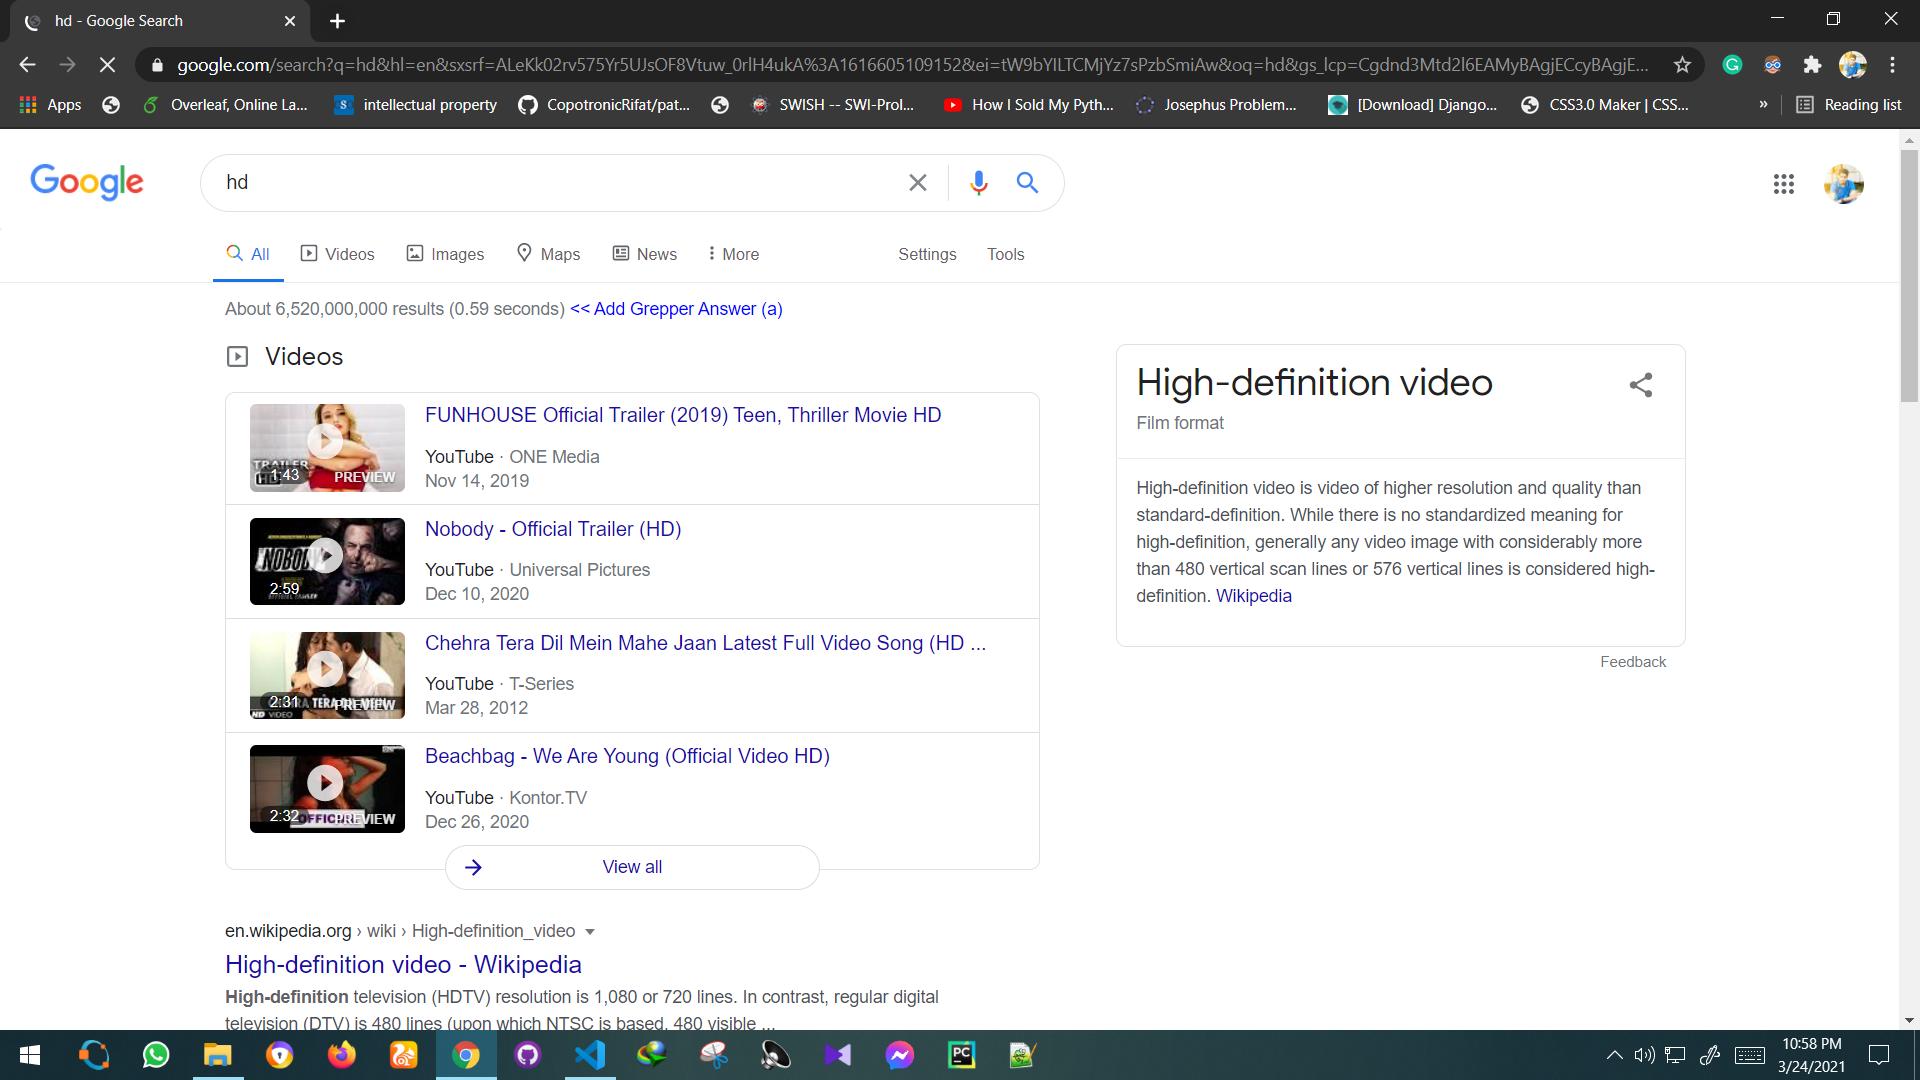 hd - Google Search
google.com/search?q=hd&hl=en&sxsrf=ALeKk02rv575Yr5UJsOF8Vtuw_0rlH4ukA%3A1616605109152&ei=tW9bYILTCMjYz7sPzbSmiAw&oq=hd&gs_lcp=Cgdnd3Mtd2l6EAMyBAgjECcyBAgjE...
Apps Overleaf, Online La... intellectual property CopotronicRifat/pat... SWISH -- SWI-Prol... How I Sold My Pyth... Josephus Problem... [Download] Django... CSS3.0 Maker | CSS... » Reading list
Google hd
All Videos Images Maps News More Settings Tools
About 6,520,000,000 results (0.59 seconds) << Add Grepper Answer (a)
Videos
FUNHOUSE Official Trailer (2019) Teen, Thriller Movie HD
YouTube · ONE Media
Nov 14, 2019
TRAILER
HD 1:43 PREVIEW
Nobody - Official Trailer (HD)
YouTube · Universal Pictures
Dec 10, 2020
NOBODY
2:59
Chehra Tera Dil Mein Mahe Jaan Latest Full Video Song (HD ...
YouTube · T-Series
Mar 28, 2012
2:31 PREVIEW
HD VIDEO
Beachbag - We Are Young (Official Video HD)
YouTube · Kontor.TV
Dec 26, 2020
2:32 PREVIEW
View all
High-definition video
Film format
High-definition video is video of higher resolution and quality than
standard-definition. While there is no standardized meaning for
high-definition, generally any video image with considerably more
than 480 vertical scan lines or 576 vertical lines is considered high-
definition. Wikipedia
Feedback
en.wikipedia.org › wiki › High-definition_video
High-definition video - Wikipedia
High-definition television (HDTV) resolution is 1,080 or 720 lines. In contrast, regular digital
television (DTV) is 480 lines (upon which NTSC is based, 480 visible ...
10:58 PM
3/24/2021